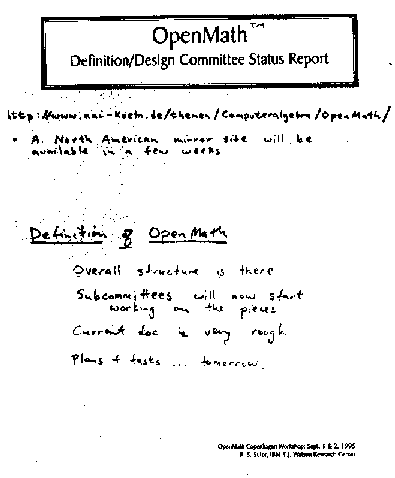 OpenMath™
Definition/Design Committee Status Report
http://www.uni-koeln.de/themen/Computeralgebra/OpenMath/
• A North American mirror site will be
available in a few weeks
Definition of OpenMath
Overall structure is there
Subcommittees will now start
working on the pieces
Current doc is very rough
Plans + tasks ... tomorrow.
OpenMath Copenhagen Workshop: Sept. 1 & 2, 1995
R. S. Sutor, IBM T.J. Watson Research Center